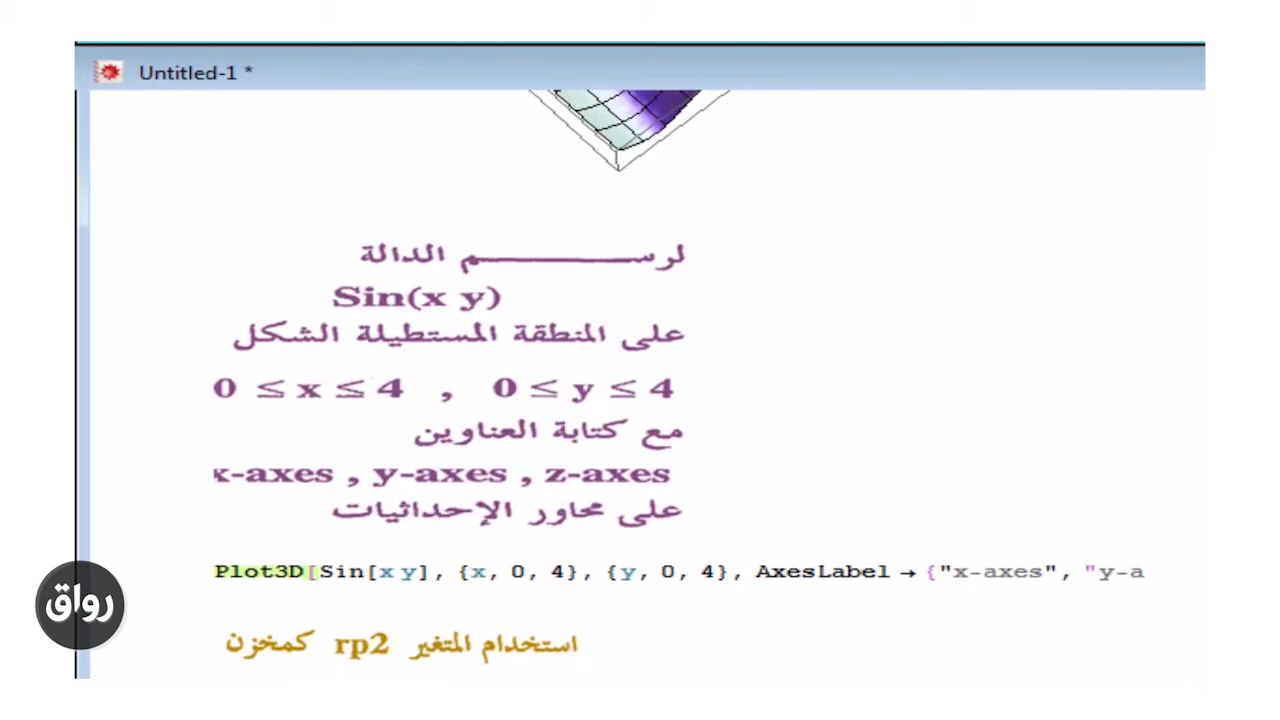 Untitled-1 *
لرسم الدالة
Sin(x y)
على المنطقة المستطيلة الشكل
0 ≤ x ≤ 4 , 0 ≤ y ≤ 4
مع كتابة العناوين
x-axes , y-axes , z-axes
على محاور الإحداثيات
Plot3D[Sin[x y], {x, 0, 4}, {y, 0, 4}, AxesLabel → {"x-axes", "y-a
رواق
استخدام المتغير rp2 كمخزن